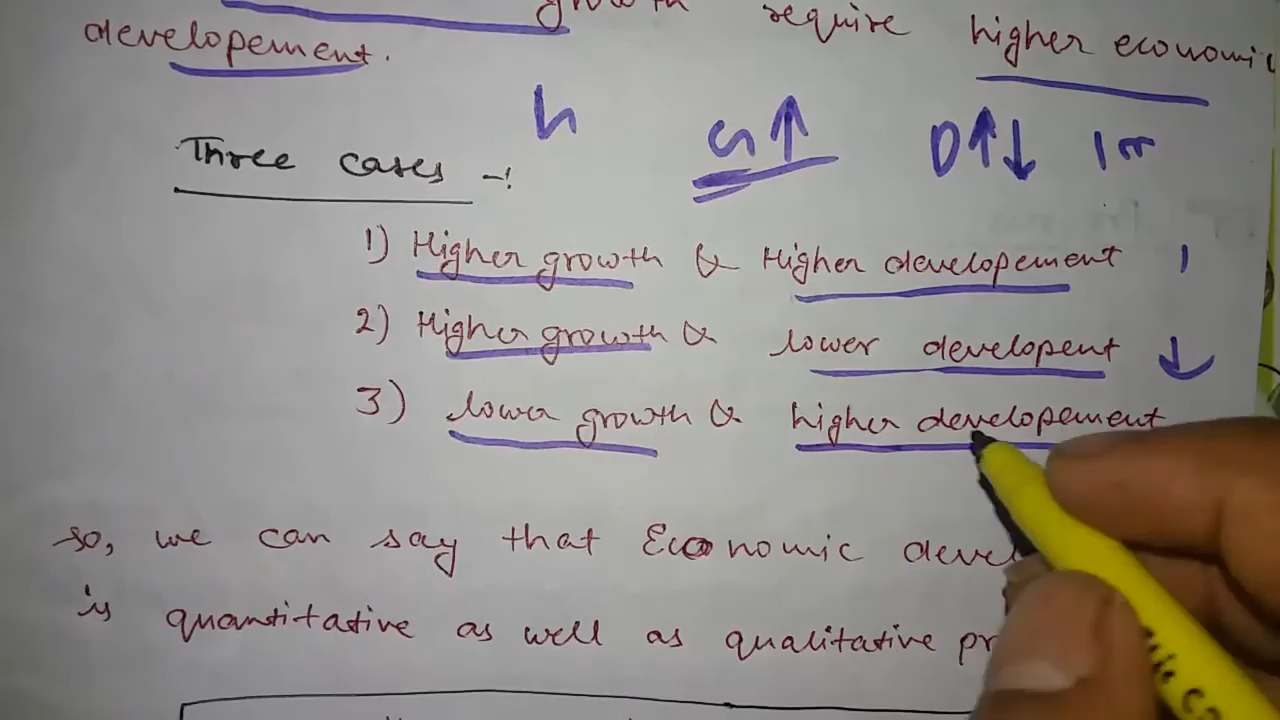 growth require higher economic
developement.
h G↑ D↑↓
Three cases -:
1) Higher growth & Higher developement
2) Higher growth & lower developent ↓
3) lower growth & higher developement
so, we can say that Economic deve
is quantitative as well as qualitative pr